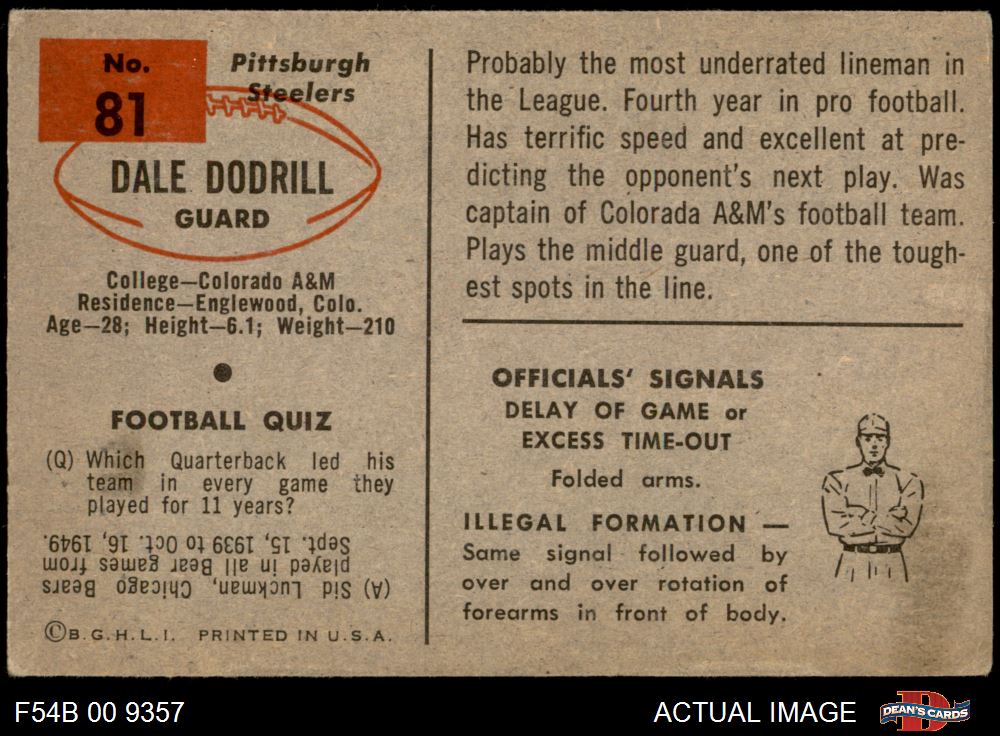 No.
81
Pittsburgh
Steelers
DALE DODRILL
GUARD
College—Colorado A&M
Residence—Englewood, Colo.
Age—28; Height—6.1; Weight—210
FOOTBALL QUIZ
(Q) Which Quarterback led his
team in every game they
played for 11 years?
(A) Sid Luckman, Chicago Bears
played in all Bear games from
Sept. 15, 1939 to Oct. 16, 1949.
©B.G.H.L.I. PRINTED IN U.S.A.
Probably the most underrated lineman in
the League. Fourth year in pro football.
Has terrific speed and excellent at pre-
dicting the opponent's next play. Was
captain of Colorada A&M's football team.
Plays the middle guard, one of the tough-
est spots in the line.
OFFICIALS' SIGNALS
DELAY OF GAME or
EXCESS TIME-OUT
Folded arms.
ILLEGAL FORMATION —
Same signal followed by
over and over rotation of
forearms in front of body.
F54B 00 9357
ACTUAL IMAGE
D
DEAN'S CARDS